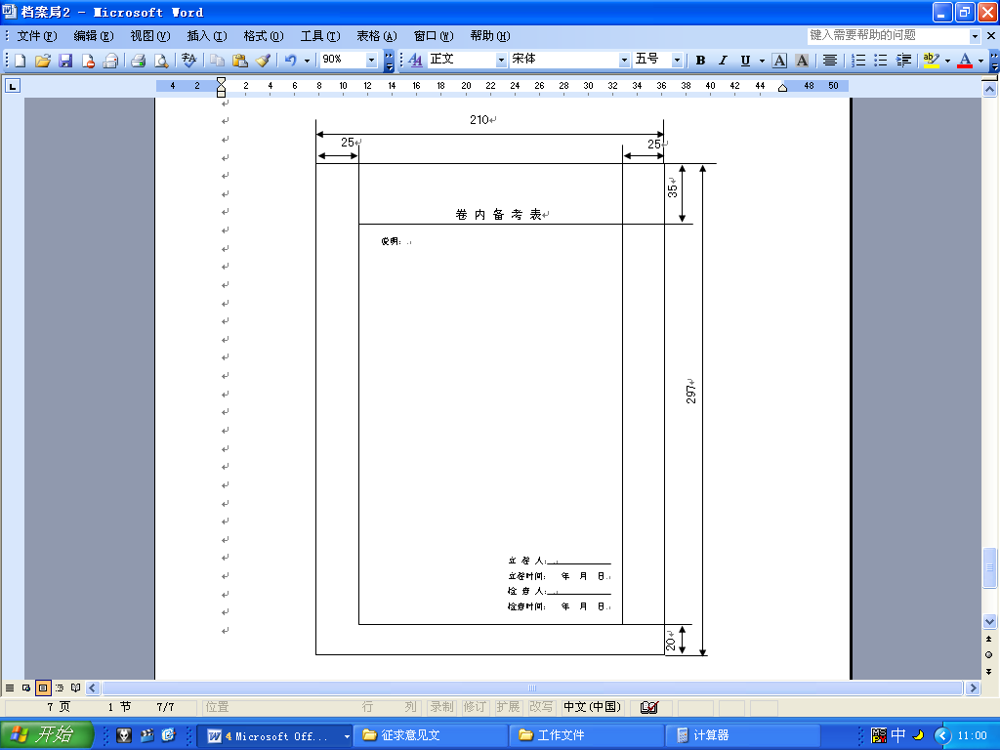 档案局2 - Microsoft Word
文件(F) 编辑(E) 视图(V) 插入(I) 格式(O) 工具(T) 表格(A) 窗口(W) 帮助(H) 键入需要帮助的问题
90% 正文 宋体 五号 B I U A A
4 2 2 4 6 8 10 12 14 16 18 20 22 24 26 28 30 32 34 36 38 40 42 44 48 50
210
25 25
35
卷 内 备 考 表
说明:
297
立 卷 人:
立卷时间: 年 月 日
检 查 人:
检查时间: 年 月 日
20
7 页 1 节 7/7 位置 行 列 录制 修订 扩展 改写 中文(中国)
开始 4 Microsoft Off... 征求意见文 工作文件 计算器 中 11:00